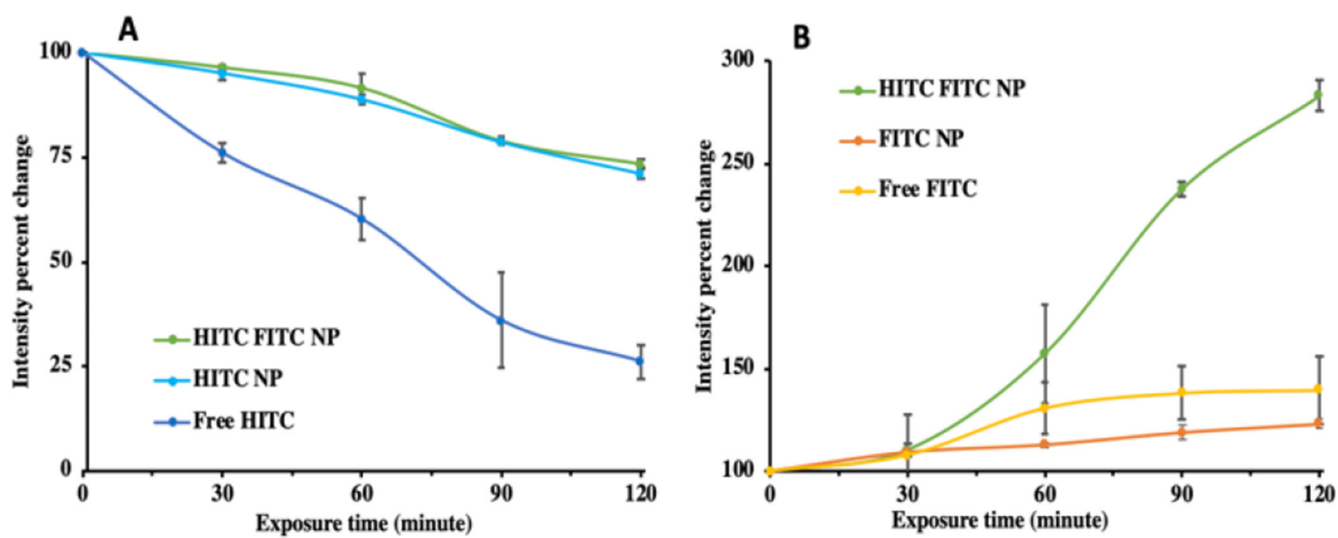 A
Intensity percent change
100
75
50
25
0
HITC FITC NP
HITC NP
Free HITC
0 30 60 90 120
Exposure time (minute)
B
Intensity percent change
300
250
200
150
100
HITC FITC NP
FITC NP
Free FITC
0 30 60 90 120
Exposure time (minute)